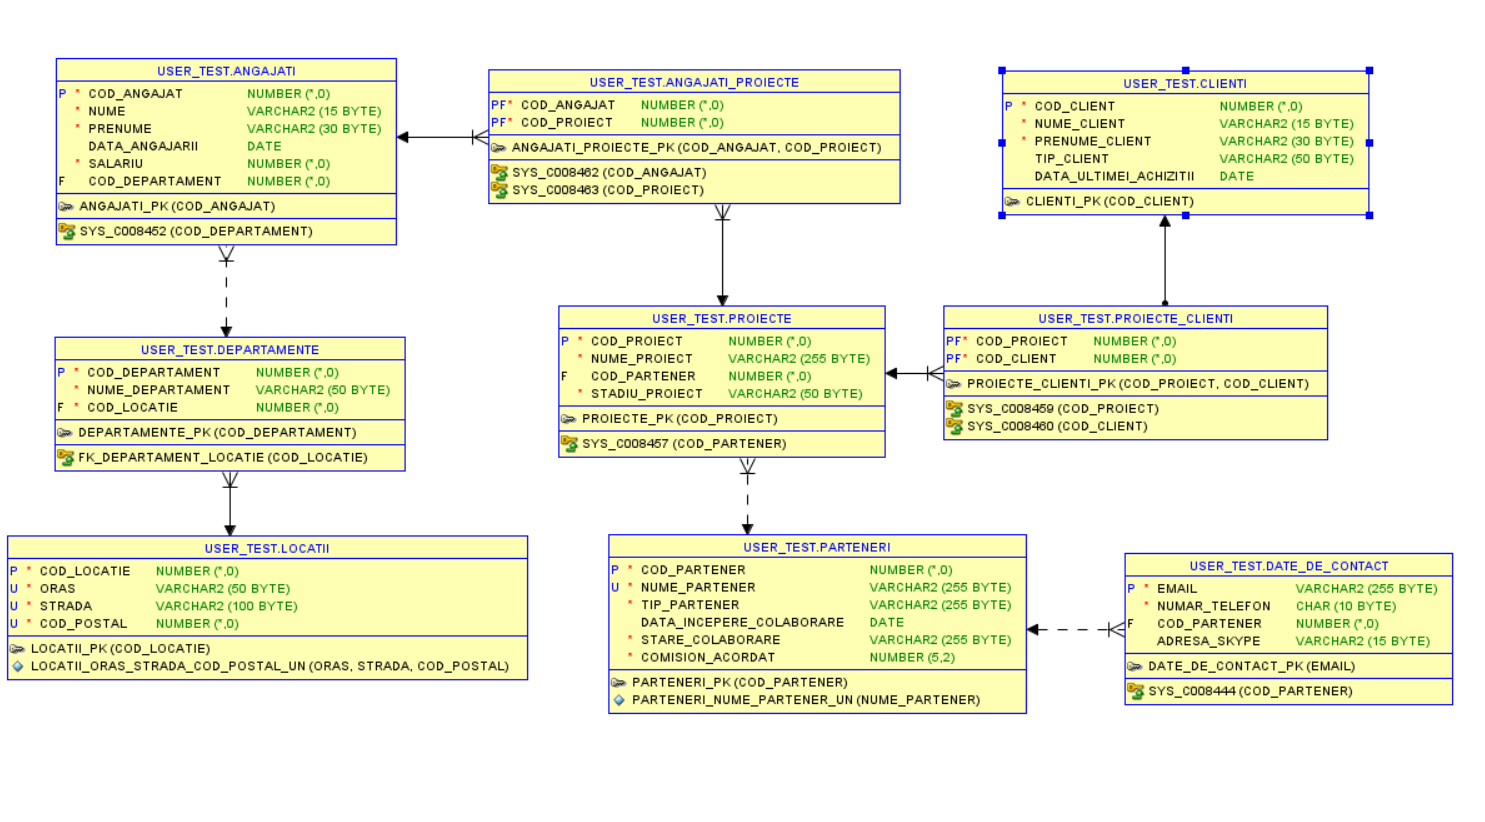 USER_TEST.ANGAJATI
P * COD_ANGAJAT NUMBER (*,0)
* NUME VARCHAR2 (15 BYTE)
* PRENUME VARCHAR2 (30 BYTE)
DATA_ANGAJARII DATE
* SALARIU NUMBER (*,0)
F COD_DEPARTAMENT NUMBER (*,0)
ANGAJATI_PK (COD_ANGAJAT)
SYS_C008452 (COD_DEPARTAMENT)
USER_TEST.ANGAJATI_PROIECTE
PF* COD_ANGAJAT NUMBER (*,0)
PF* COD_PROIECT NUMBER (*,0)
ANGAJATI_PROIECTE_PK (COD_ANGAJAT, COD_PROIECT)
SYS_C008462 (COD_ANGAJAT)
SYS_C008463 (COD_PROIECT)
USER_TEST.CLIENTI
P * COD_CLIENT NUMBER (*,0)
* NUME_CLIENT VARCHAR2 (15 BYTE)
* PRENUME_CLIENT VARCHAR2 (30 BYTE)
TIP_CLIENT VARCHAR2 (50 BYTE)
DATA_ULTIMEI_ACHIZITII DATE
CLIENTI_PK (COD_CLIENT)
USER_TEST.DEPARTAMENTE
P * COD_DEPARTAMENT NUMBER (*,0)
* NUME_DEPARTAMENT VARCHAR2 (50 BYTE)
F * COD_LOCATIE NUMBER (*,0)
DEPARTAMENTE_PK (COD_DEPARTAMENT)
FK_DEPARTAMENT_LOCATIE (COD_LOCATIE)
USER_TEST.PROIECTE
P * COD_PROIECT NUMBER (*,0)
* NUME_PROIECT VARCHAR2 (255 BYTE)
F COD_PARTENER NUMBER (*,0)
* STADIU_PROIECT VARCHAR2 (50 BYTE)
PROIECTE_PK (COD_PROIECT)
SYS_C008457 (COD_PARTENER)
USER_TEST.PROIECTE_CLIENTI
PF* COD_PROIECT NUMBER (*,0)
PF* COD_CLIENT NUMBER (*,0)
PROIECTE_CLIENTI_PK (COD_PROIECT, COD_CLIENT)
SYS_C008459 (COD_PROIECT)
SYS_C008460 (COD_CLIENT)
USER_TEST.LOCATII
P * COD_LOCATIE NUMBER (*,0)
U * ORAS VARCHAR2 (50 BYTE)
U * STRADA VARCHAR2 (100 BYTE)
U * COD_POSTAL NUMBER (*,0)
LOCATII_PK (COD_LOCATIE)
LOCATII_ORAS_STRADA_COD_POSTAL_UN (ORAS, STRADA, COD_POSTAL)
USER_TEST.PARTENERI
P * COD_PARTENER NUMBER (*,0)
U * NUME_PARTENER VARCHAR2 (255 BYTE)
* TIP_PARTENER VARCHAR2 (255 BYTE)
DATA_INCEPERE_COLABORARE DATE
* STARE_COLABORARE VARCHAR2 (255 BYTE)
* COMISION_ACORDAT NUMBER (5,2)
PARTENERI_PK (COD_PARTENER)
PARTENERI_NUME_PARTENER_UN (NUME_PARTENER)
USER_TEST.DATE_DE_CONTACT
P * EMAIL VARCHAR2 (255 BYTE)
* NUMAR_TELEFON CHAR (10 BYTE)
F COD_PARTENER NUMBER (*,0)
ADRESA_SKYPE VARCHAR2 (15 BYTE)
DATE_DE_CONTACT_PK (EMAIL)
SYS_C008444 (COD_PARTENER)